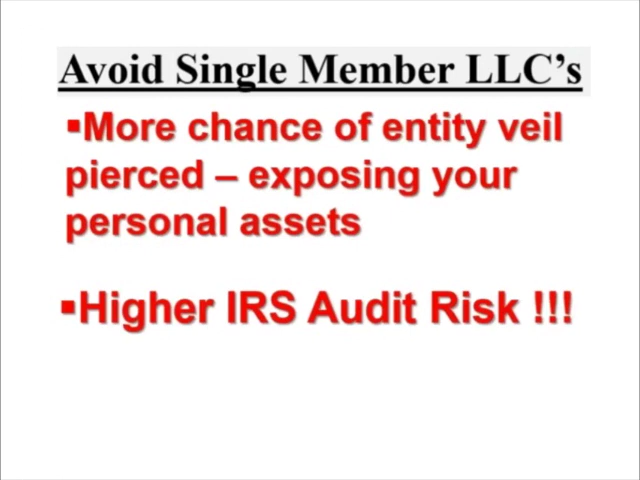 Avoid Single Member LLC’s
▪More chance of entity veil
pierced – exposing your
personal assets
▪Higher IRS Audit Risk !!!